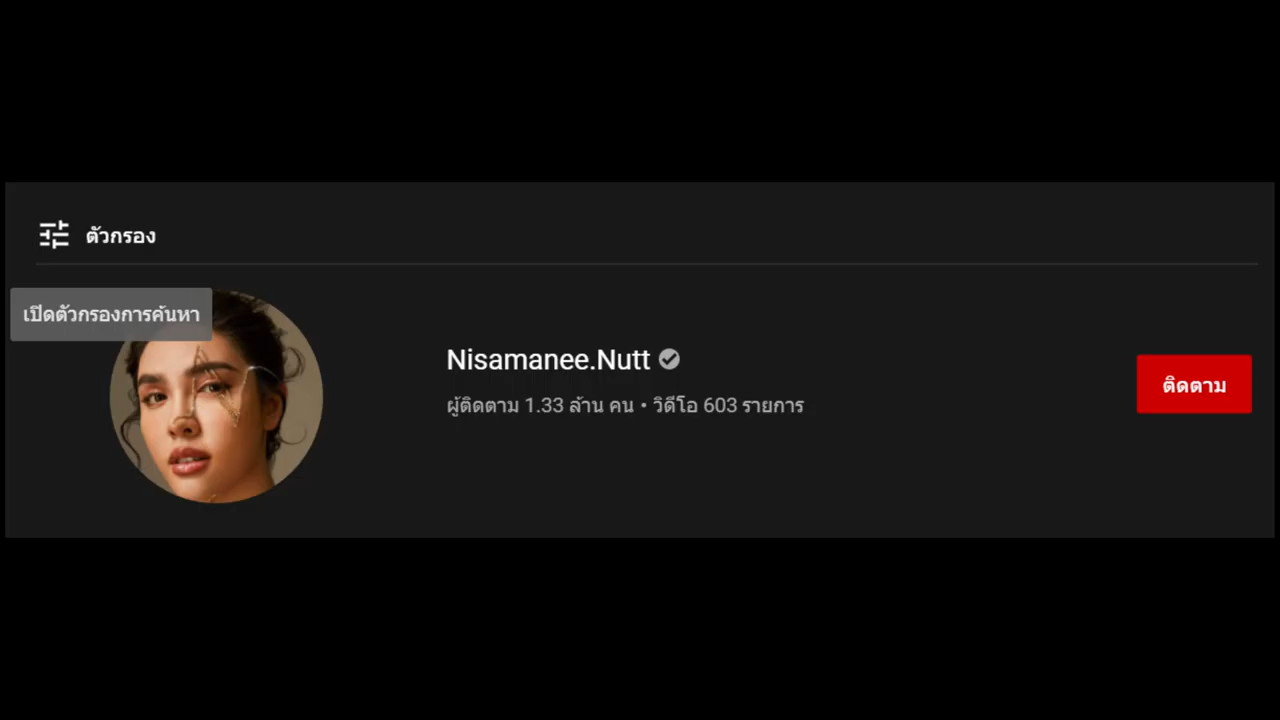 ตัวกรอง
เปิดตัวกรองการค้นหา
Nisamanee.Nutt
ผู้ติดตาม 1.33 ล้าน คน • วิดีโอ 603 รายการ
ติดตาม